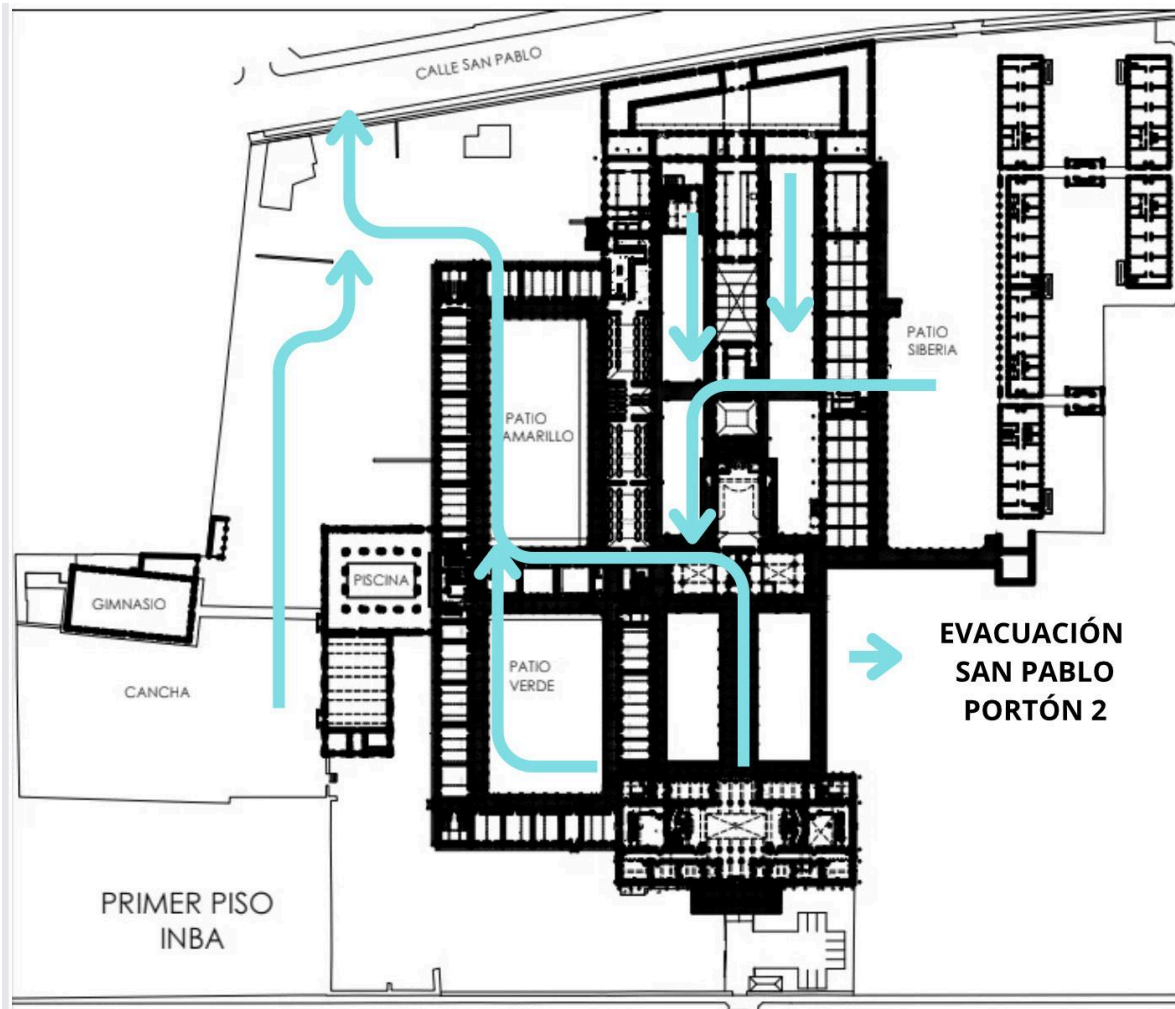 CALLE SAN PABLO
PATIO
SIBERIA
PATIO
AMARILLO
PISCINA
GIMNASIO
CANCHA
PATIO
VERDE
EVACUACIÓN
SAN PABLO
PORTÓN 2
PRIMER PISO
INBA